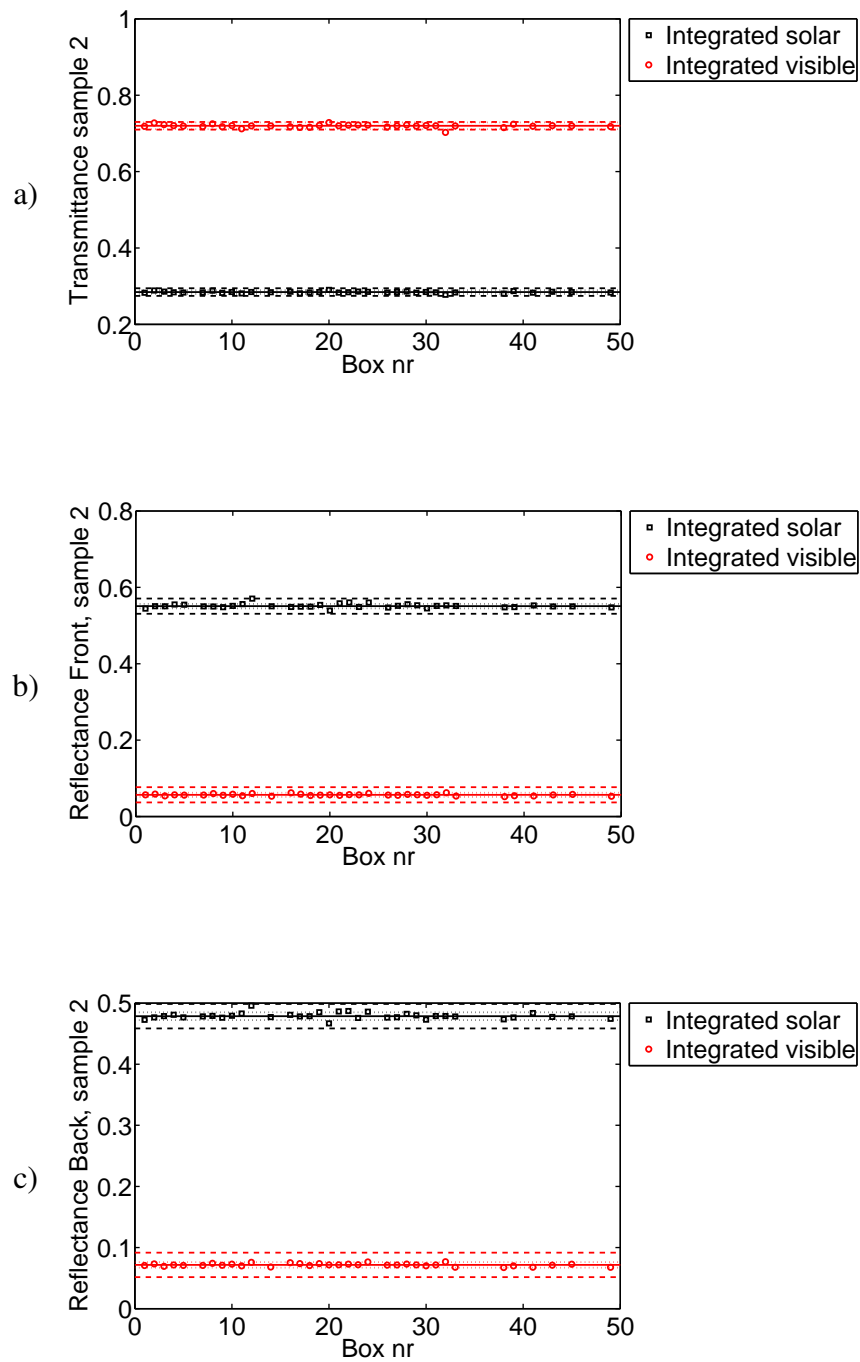 a)
Transmittance sample 2
1
0.8
0.6
0.4
0.2
0 10 20 30 40 50
Box nr
Integrated solar
Integrated visible
b)
Reflectance Front, sample 2
0.8
0.6
0.4
0.2
0
0 10 20 30 40 50
Box nr
Integrated solar
Integrated visible
c)
Reflectance Back, sample 2
0.5
0.4
0.3
0.2
0.1
0
0 10 20 30 40 50
Box nr
Integrated solar
Integrated visible